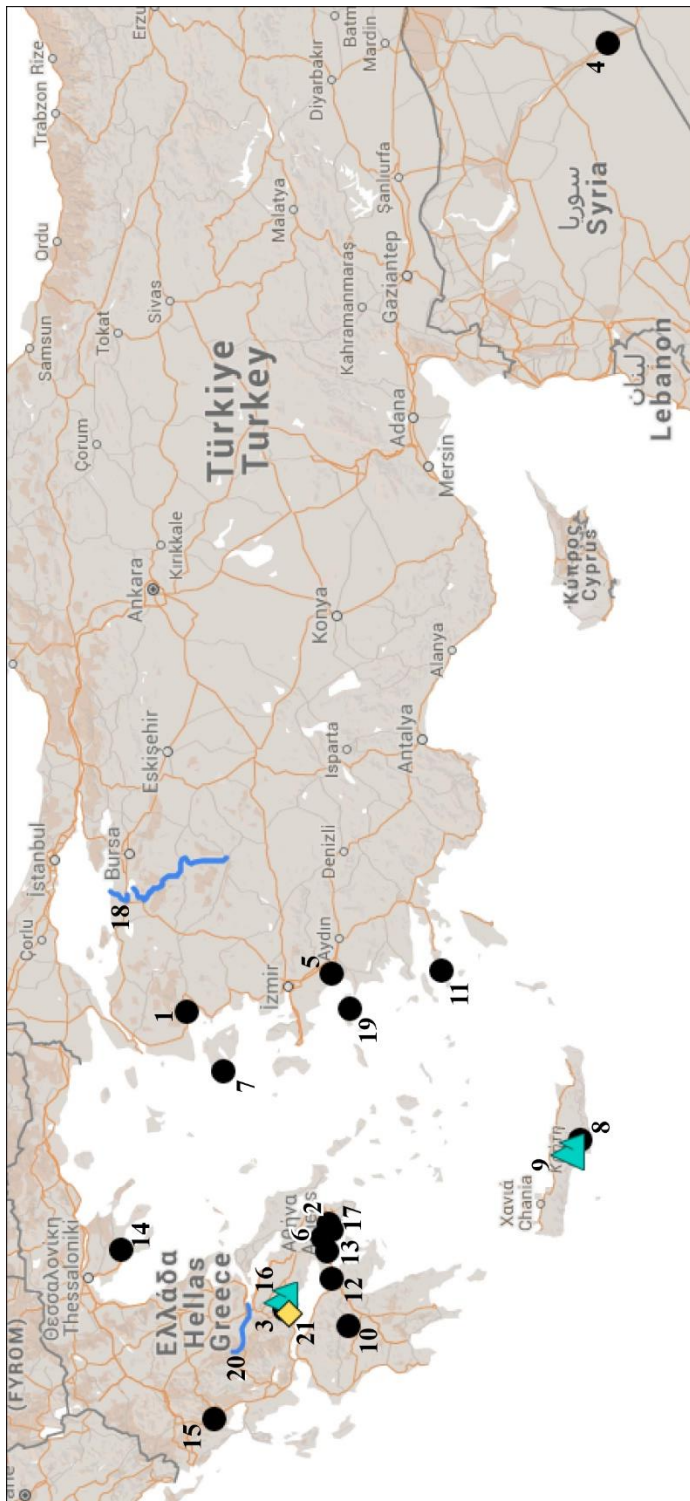 (FYROM)
Çorlu
İstanbul
Samsun
Ordu
Trabzon
Rize
Θεσσαλονίκη
Thessaloniki
Çorum
Tokat
Bursa
18
14
Ankara
Erzu
Eskişehir
Sivas
Kırıkkale
Ελλάδα
Hellas
Greece
1
15
Türkiye
Turkey
20
7
3
16
İzmir
Malatya
Αθήνα
21
2
6
5
Aydın
Denizli
Isparta
Konya
Kahramanmaraş
Diyarbakır
Batm
17
13
12
10
19
Gaziantep
Şanlıurfa
Mardin
Antalya
Alanya
Adana
Mersin
11
Χανιά
Chania
9
8
Κύπρος
Cyprus
سوريا
Syria
4
لبنان
Lebanon